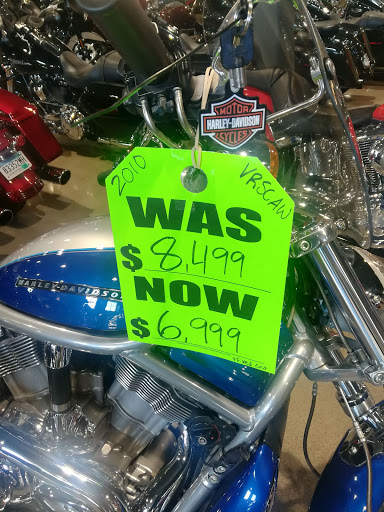 MOTOR
HARLEY-DAVIDSON
CYCLES
2010
VRSCAW
WAS
$8,499
NOW
$6,999
HARLEY-DAVIDSON